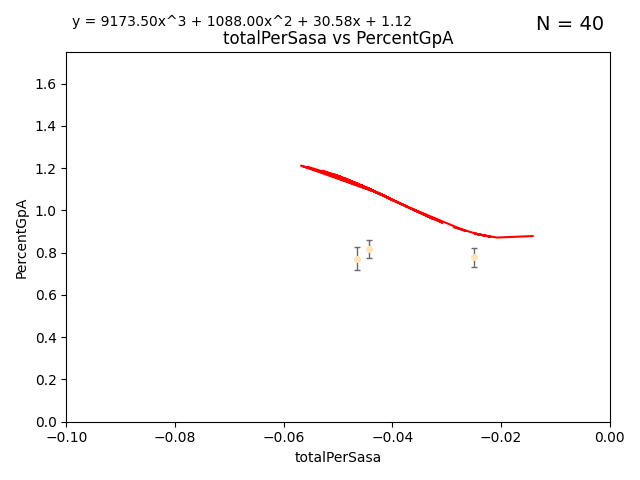 y = 9173.50x^3 + 1088.00x^2 + 30.58x + 1.12
N = 40
totalPerSasa vs PercentGpA
1.6
1.4
1.2
1.0
0.8
0.6
0.4
0.2
0.0
PercentGpA
−0.10 −0.08 −0.06 −0.04 −0.02 0.00
totalPerSasa